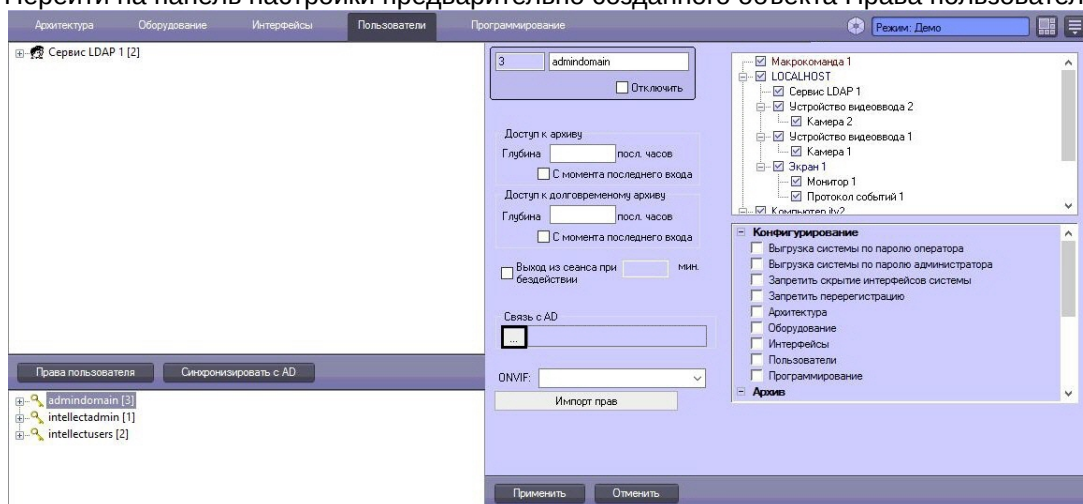 Перейти на панель настройки предварительно созданного объекта Права пользовател
Архитектура Оборудование Интерфейсы Пользователи Программирование Режим: Демо
Сервис LDAP 1 [2]
3 admindomain
Отключить
Доступ к архиву
Глубина посл. часов
С момента последнего входа
Доступ к долговременому архиву
Глубина посл. часов
С момента последнего входа
Выход из сеанса при мин.
бездействии
Связь с AD
...
ONVIF:
Импорт прав
Макрокоманда 1
LOCALHOST
Сервис LDAP 1
Устройство видеоввода 2
Камера 2
Устройство видеоввода 1
Камера 1
Экран 1
Монитор 1
Протокол событий 1
Компьютер itv2
Конфигурирование
Выгрузка системы по паролю оператора
Выгрузка системы по паролю администратора
Запретить скрытие интерфейсов системы
Запретить перерегистрацию
Архитектура
Оборудование
Интерфейсы
Пользователи
Программирование
Архив
Права пользователя Синхронизировать с AD
admindomain [3]
intellectadmin [1]
intellectusers [2]
Применить Отменить